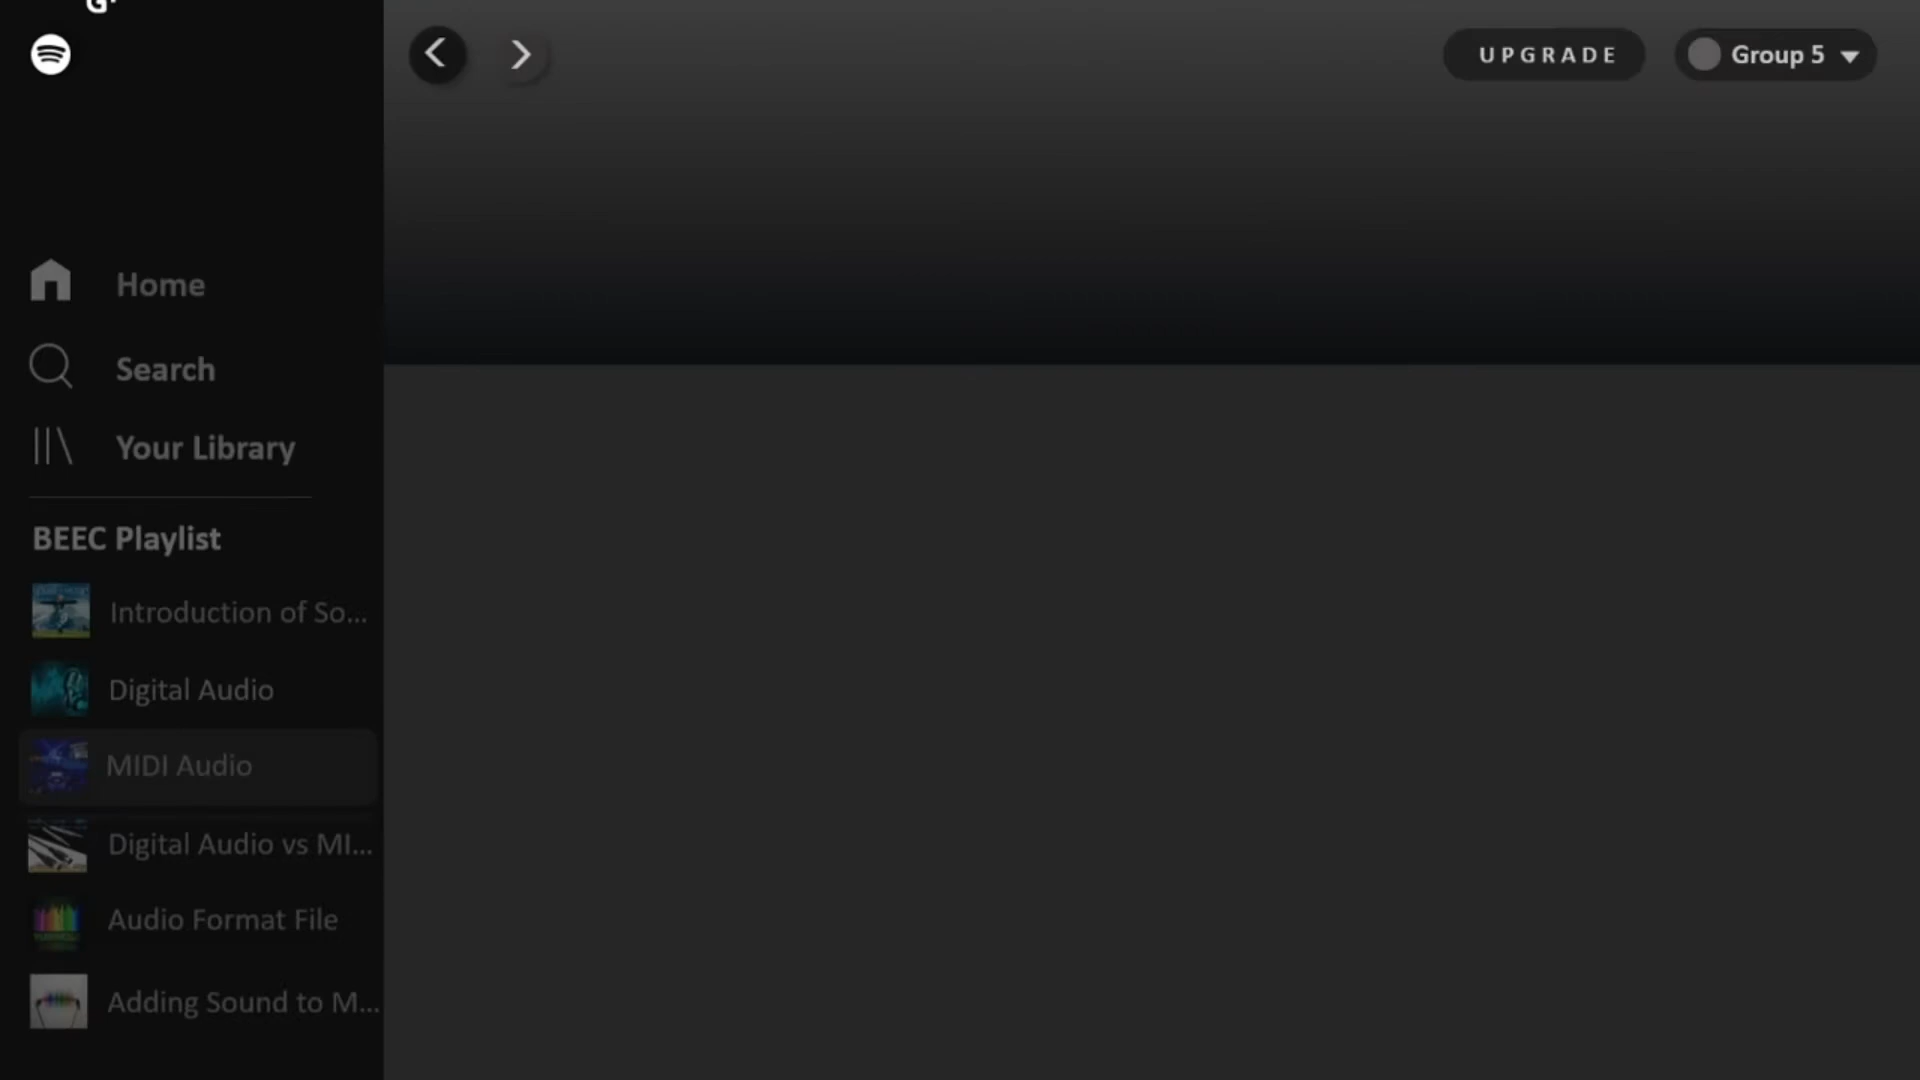 UPGRADE
Group 5
Home
Search
Your Library
BEEC Playlist
Introduction of So...
Digital Audio
MIDI Audio
Digital Audio vs MI...
Audio Format File
Adding Sound to M...